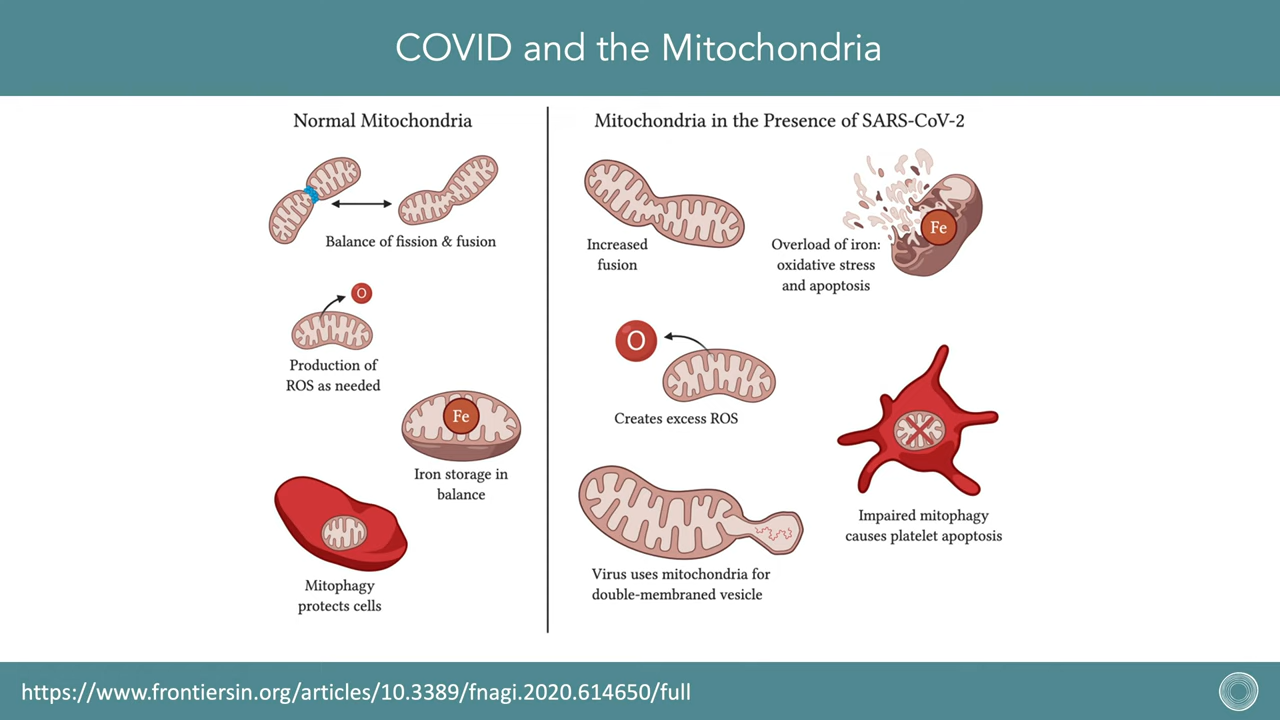 COVID and the Mitochondria
Normal Mitochondria
Balance of fission & fusion
O
Production of
ROS as needed
Fe
Iron storage in
balance
Mitophagy
protects cells
Mitochondria in the Presence of SARS-CoV-2
Increased
fusion
Fe
Overload of iron:
oxidative stress
and apoptosis
O
Creates excess ROS
Impaired mitophagy
causes platelet apoptosis
Virus uses mitochondria for
double-membraned vesicle
https://www.frontiersin.org/articles/10.3389/fnagi.2020.614650/full